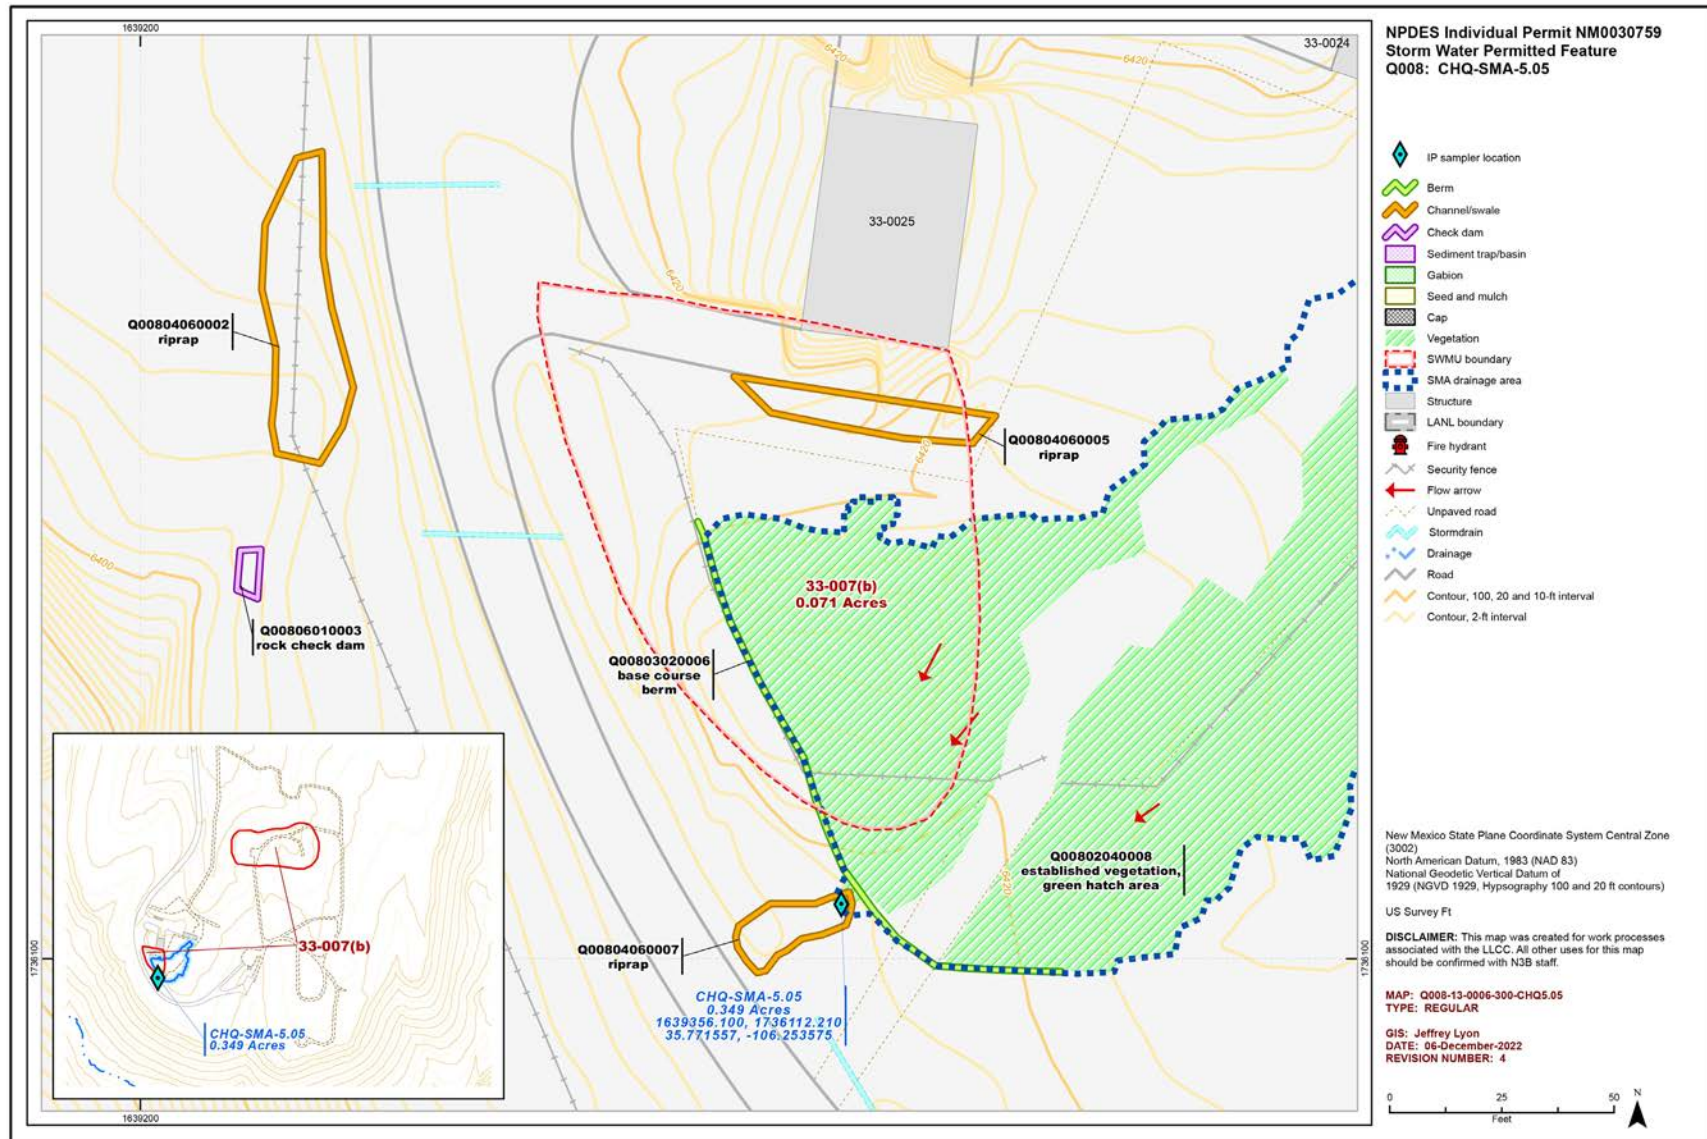 1639200
NPDES Individual Permit NM0030759
Storm Water Permitted Feature
Q008: CHQ-SMA-5.05
33-0024
6420
6420
33-0025
6420
Q00804060002
riprap
Q00804060005
riprap
6420
6400
33-007(b)
0.071 Acres
Q00806010003
rock check dam
Q00803020006
base course
berm
Q00802040008
established vegetation,
green hatch area
6420
Q00804060007
riprap
CHQ-SMA-5.05
0.349 Acres
1639356.100, 1736112.210
35.771557, -106.253575
33-007(b)
CHQ-SMA-5.05
0.349 Acres
1736100
1736100
1639200
IP sampler location
Berm
Channel/swale
Check dam
Sediment trap/basin
Gabion
Seed and mulch
Cap
Vegetation
SWMU boundary
SMA drainage area
Structure
LANL boundary
Fire hydrant
Security fence
Flow arrow
Unpaved road
Stormdrain
Drainage
Road
Contour, 100, 20 and 10-ft interval
Contour, 2-ft interval
New Mexico State Plane Coordinate System Central Zone
(3002)
North American Datum, 1983 (NAD 83)
National Geodetic Vertical Datum of
1929 (NGVD 1929, Hypsography 100 and 20 ft contours)
US Survey Ft
DISCLAIMER: This map was created for work processes
associated with the LLCC. All other uses for this map
should be confirmed with N3B staff.
MAP: Q008-13-0006-300-CHQ5.05
TYPE: REGULAR
GIS: Jeffrey Lyon
DATE: 06-December-2022
REVISION NUMBER: 4
0 25 50
Feet
N